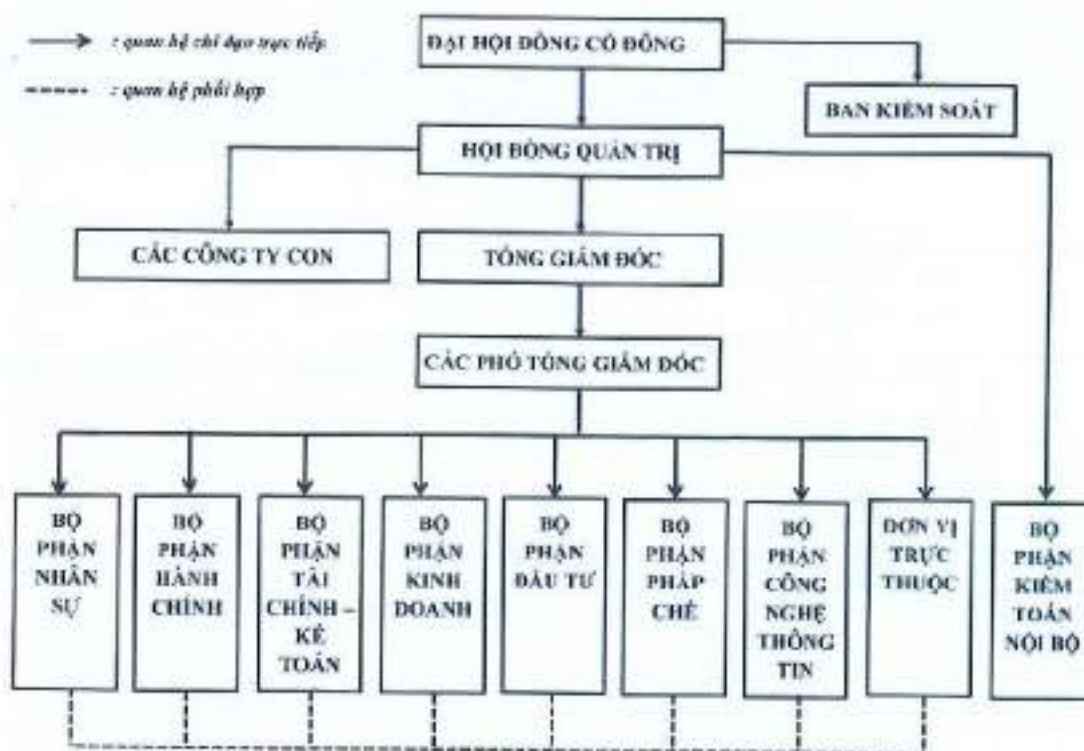 : quan hệ chỉ đạo trực tiếp
: quan hệ phối hợp
ĐẠI HỘI ĐỒNG CỔ ĐÔNG
BAN KIỂM SOÁT
HỘI ĐỒNG QUẢN TRỊ
CÁC CÔNG TY CON
TỔNG GIÁM ĐỐC
CÁC PHÓ TỔNG GIÁM ĐỐC
BỘ
PHẬN
NHÂN
SỰ
BỘ
PHẬN
HÀNH
CHÍNH
BỘ
PHẬN
TÀI
CHÍNH –
KẾ
TOÁN
BỘ
PHẬN
KINH
DOANH
BỘ
PHẬN
ĐẦU TƯ
BỘ
PHẬN
PHÁP
CHẾ
BỘ
PHẬN
CÔNG
NGHỆ
THÔNG
TIN
ĐƠN VỊ
TRỰC
THUỘC
BỘ
PHẬN
KIỂM
TOÁN
NỘI BỘ